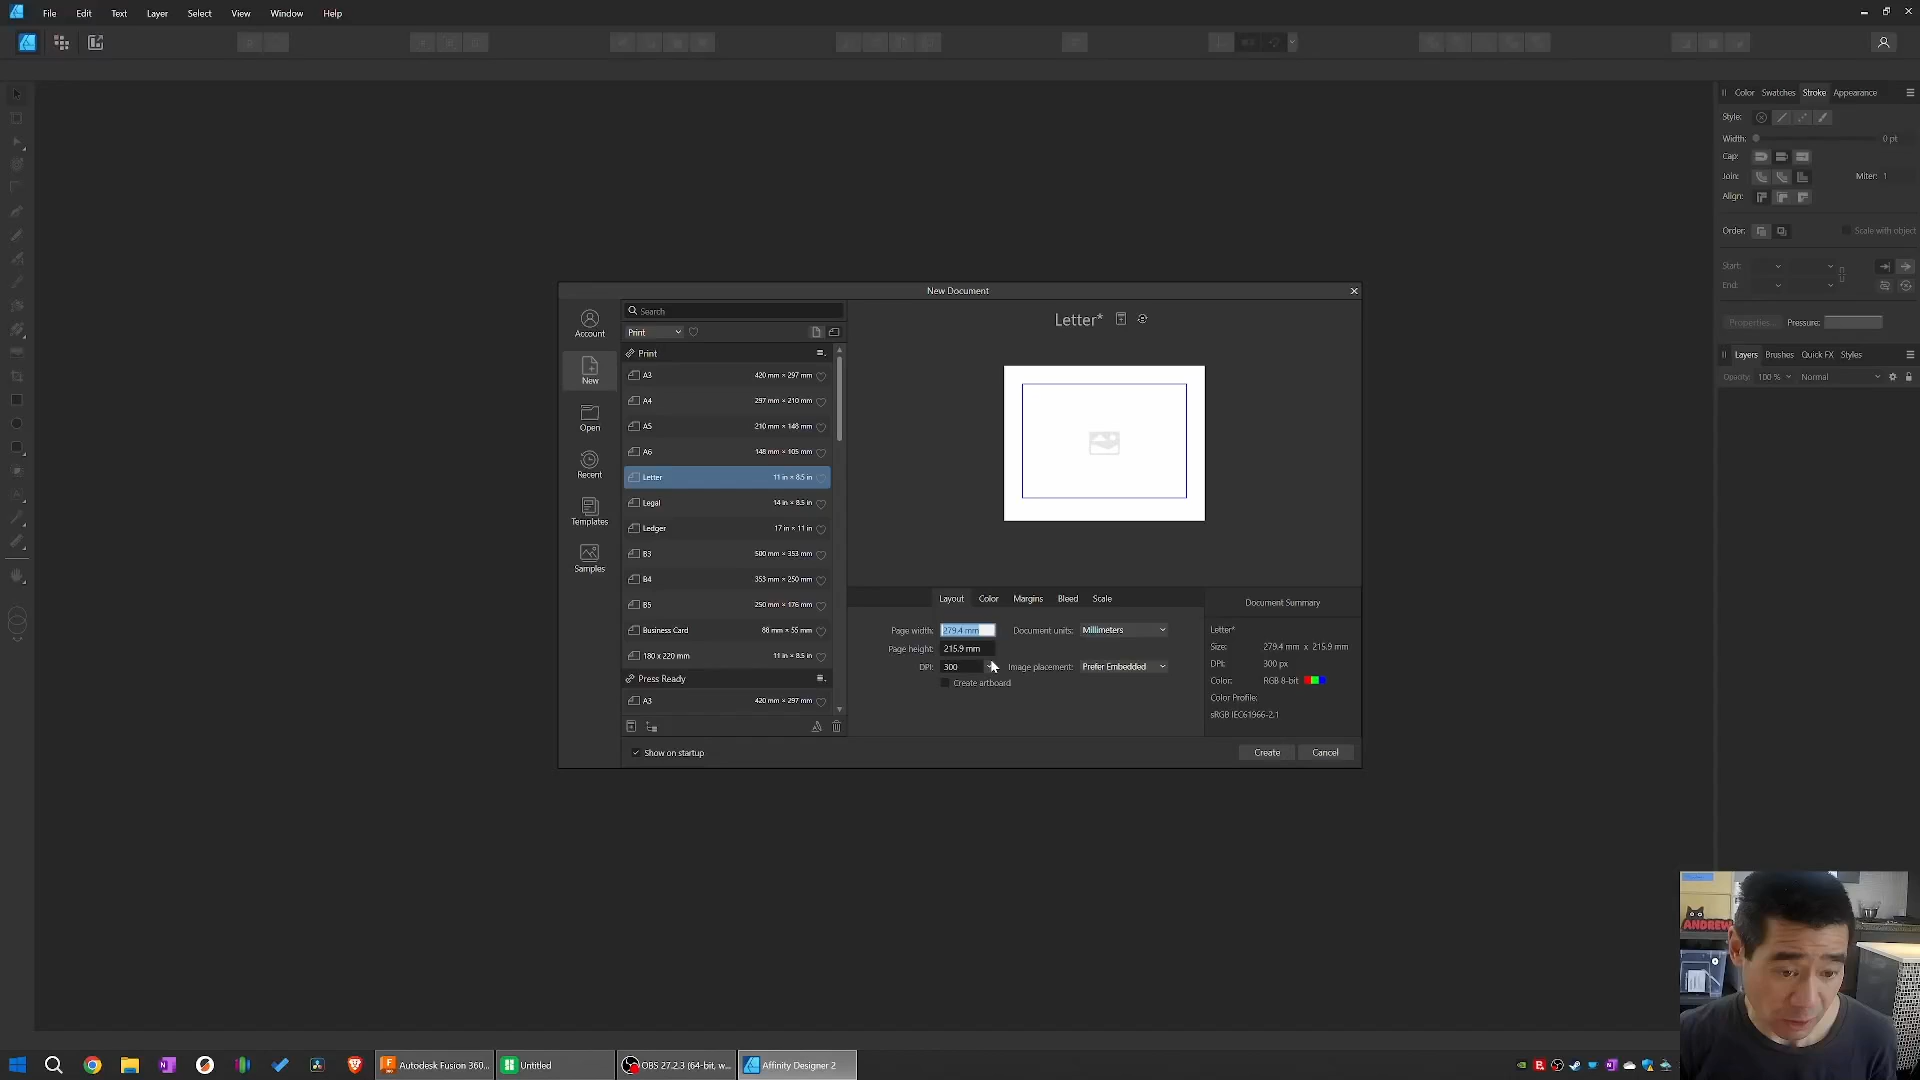 File Edit Text Layer Select View Window Help
Color Swatches Stroke Appearance
Style:
Width: 0 pt
Cap:
Join: Miter: 1
Align:
Order: Scale with object
Start:
End:
Properties... Pressure:
Layers Brushes Quick FX Styles
Opacity: 100 % Normal
New Document
Account
New
Open
Recent
Templates
Samples
Search
Print
Print
A3 420 mm × 297 mm
A4 297 mm × 210 mm
A5 210 mm × 148 mm
A6 148 mm × 105 mm
Letter 11 in × 8.5 in
Legal 14 in × 8.5 in
Ledger 17 in × 11 in
B3 500 mm × 353 mm
B4 353 mm × 250 mm
B5 250 mm × 176 mm
Business Card 88 mm × 55 mm
180 x 220 mm 11 in × 8.5 in
Press Ready
A3 420 mm × 297 mm
Show on startup
Letter*
Layout Color Margins Bleed Scale
Page width: 279.4 mm Document units: Millimeters
Page height: 215.9 mm
DPI: 300 Image placement: Prefer Embedded
Create artboard
Document Summary
Letter*
Size: 279.4 mm x 215.9 mm
DPI: 300 px
Color: RGB 8-bit
Color Profile:
sRGB IEC61966-2.1
Create Cancel
ANDREW
Autodesk Fusion 360... Untitled OBS 27.2.3 (64-bit, w... Affinity Designer 2